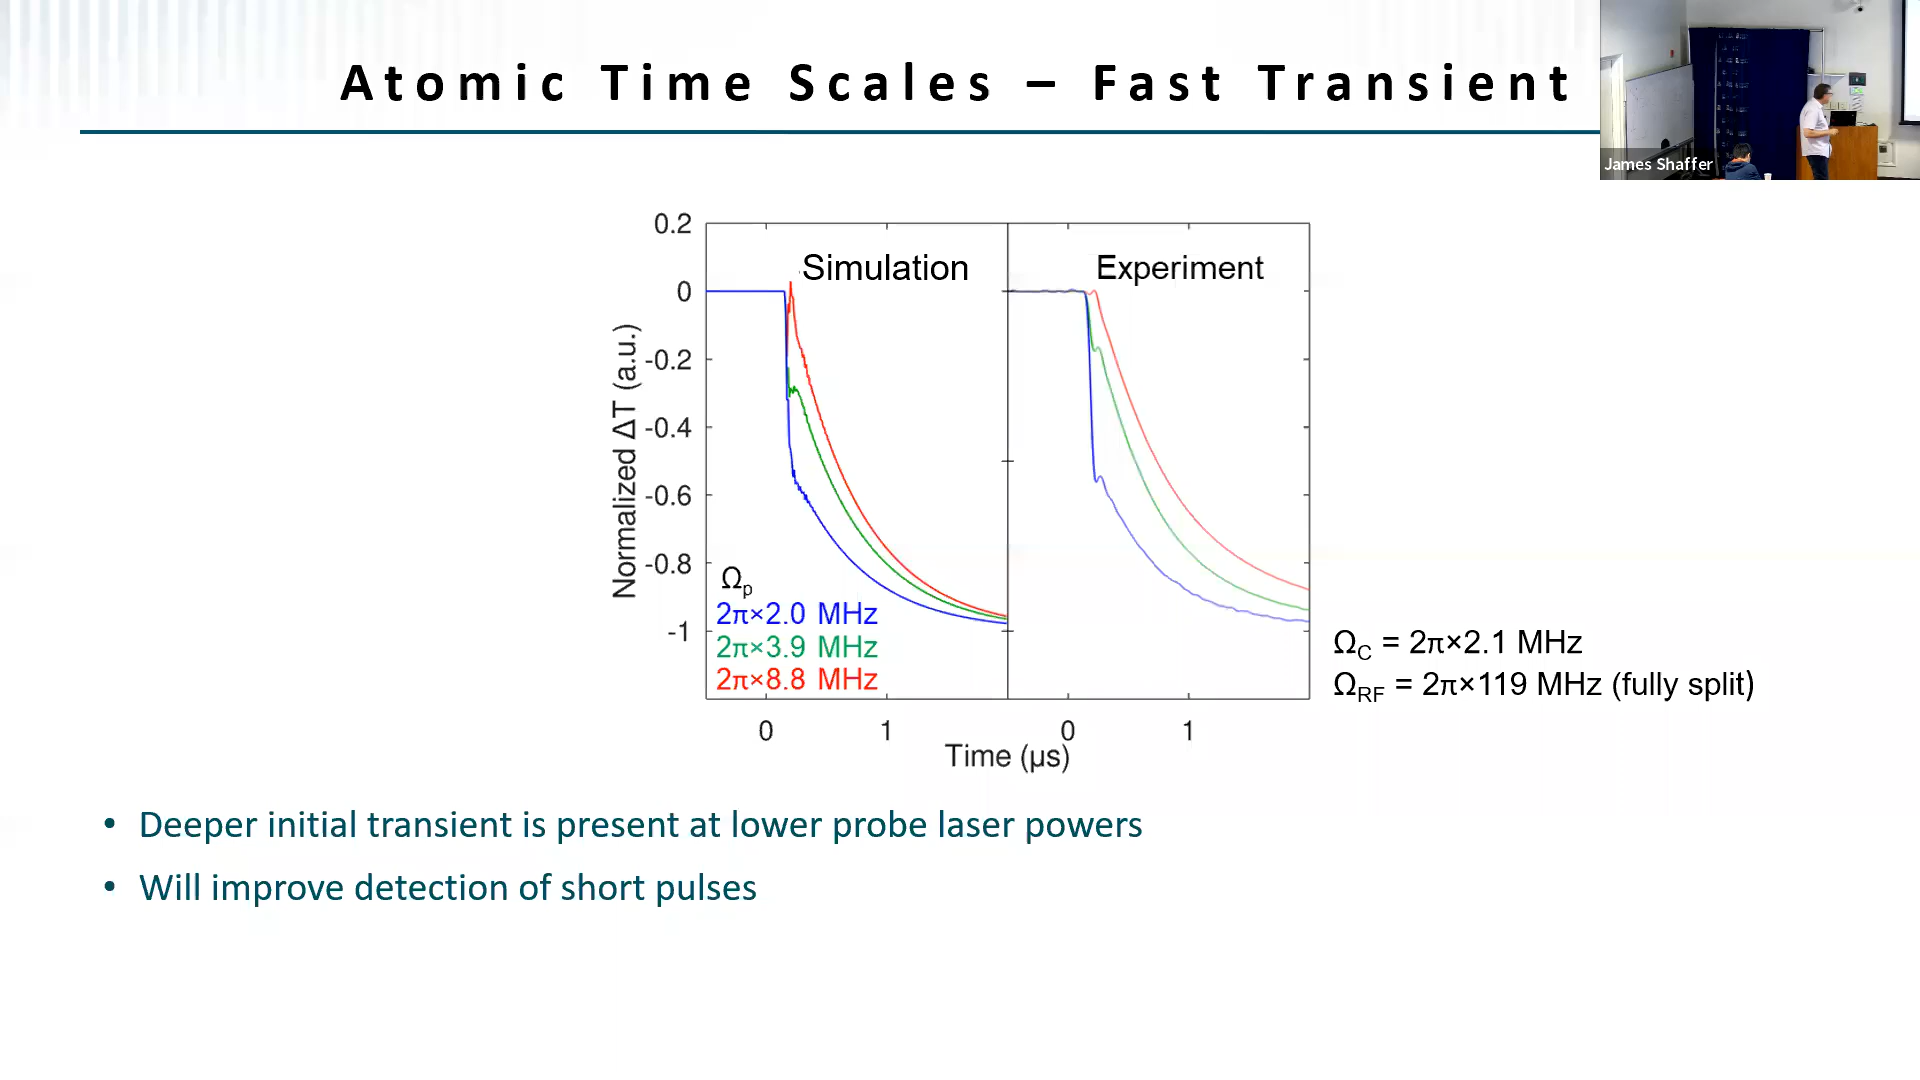 Atomic Time Scales – Fast Transient
James Shaffer
0.2
0
-0.2
-0.4
-0.6
-0.8
-1
Normalized ΔT (a.u.)
Simulation
Experiment
Ωp
2π×2.0 MHz
2π×3.9 MHz
2π×8.8 MHz
0
1
0
1
Time (μs)
ΩC = 2π×2.1 MHz
ΩRF = 2π×119 MHz (fully split)
• Deeper initial transient is present at lower probe laser powers
• Will improve detection of short pulses